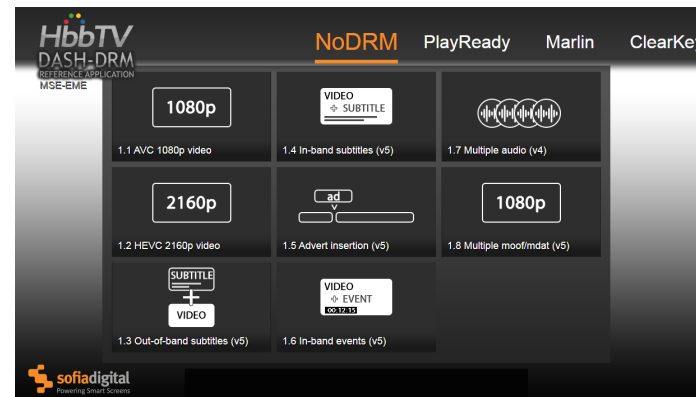 HbbTV
DASH-DRM
REFERENCE APPLICATION
MSE-EME
NoDRM PlayReady Marlin ClearKey
1080p
1.1 AVC 1080p video
VIDEO
+ SUBTITLE
1.4 In-band subtitles (v5)
1.7 Multiple audio (v4)
2160p
1.2 HEVC 2160p video
ad
1.5 Advert insertion (v5)
1080p
1.8 Multiple moof/mdat (v5)
SUBTITLE
+
VIDEO
1.3 Out-of-band subtitles (v5)
VIDEO
+ EVENT
00:12:15
1.6 In-band events (v5)
sofiadigital
Powering Smart Screens